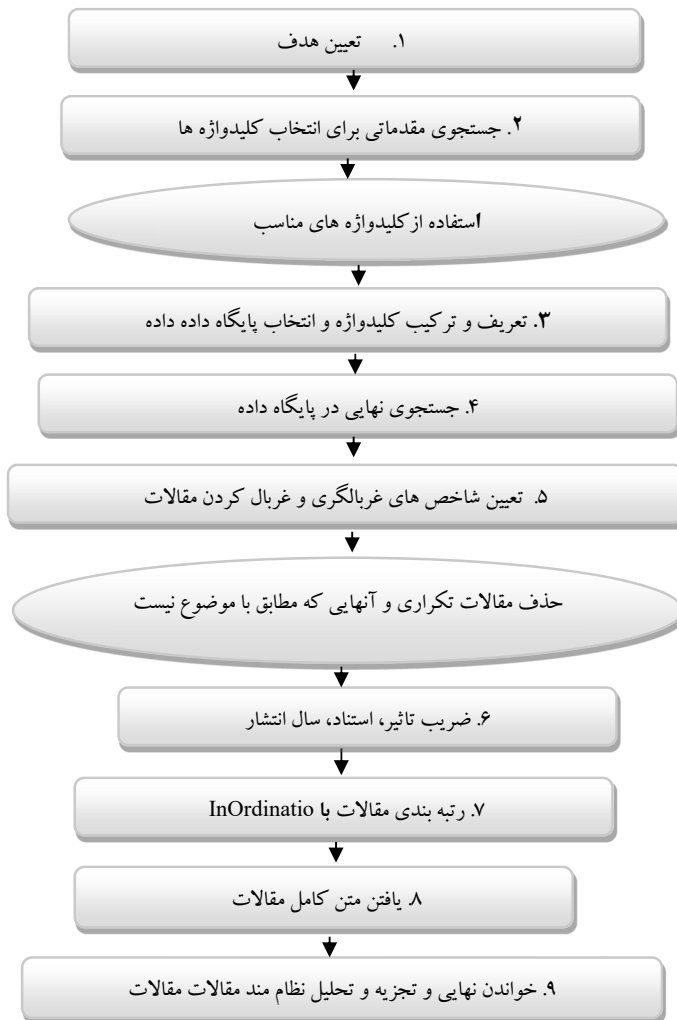 ۱. تعیین هدف
۲. جستجوی مقدماتی برای انتخاب کلیدواژه ها
استفاده از کلیدواژه های مناسب
۳. تعریف و ترکیب کلیدواژه و انتخاب پایگاه داده داده
۴. جستجوی نهایی در پایگاه داده
۵. تعیین شاخص های غربالگری و غربال کردن مقالات
حذف مقالات تکراری و آنهایی که مطابق با موضوع نیست
۶. ضریب تاثیر، استناد، سال انتشار
۷. رتبه بندی مقالات با InOrdinatio
۸. یافتن متن کامل مقالات
۹. خواندن نهایی و تجزیه و تحلیل نظام مند مقالات مقالات